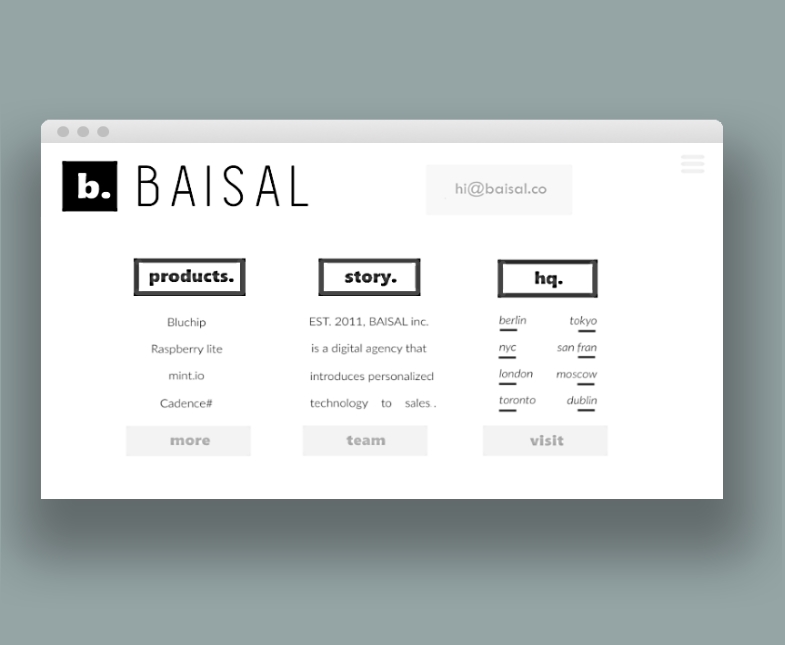 b. BAISAL
hi@baisal.co
products.
Bluchip
Raspberry lite
mint.io
Cadence#
more
story.
EST. 2011, BAISAL inc.
is a digital agency that
introduces personalized
technology to sales .
team
hq.
berlin tokyo
nyc san fran
london moscow
toronto dublin
visit